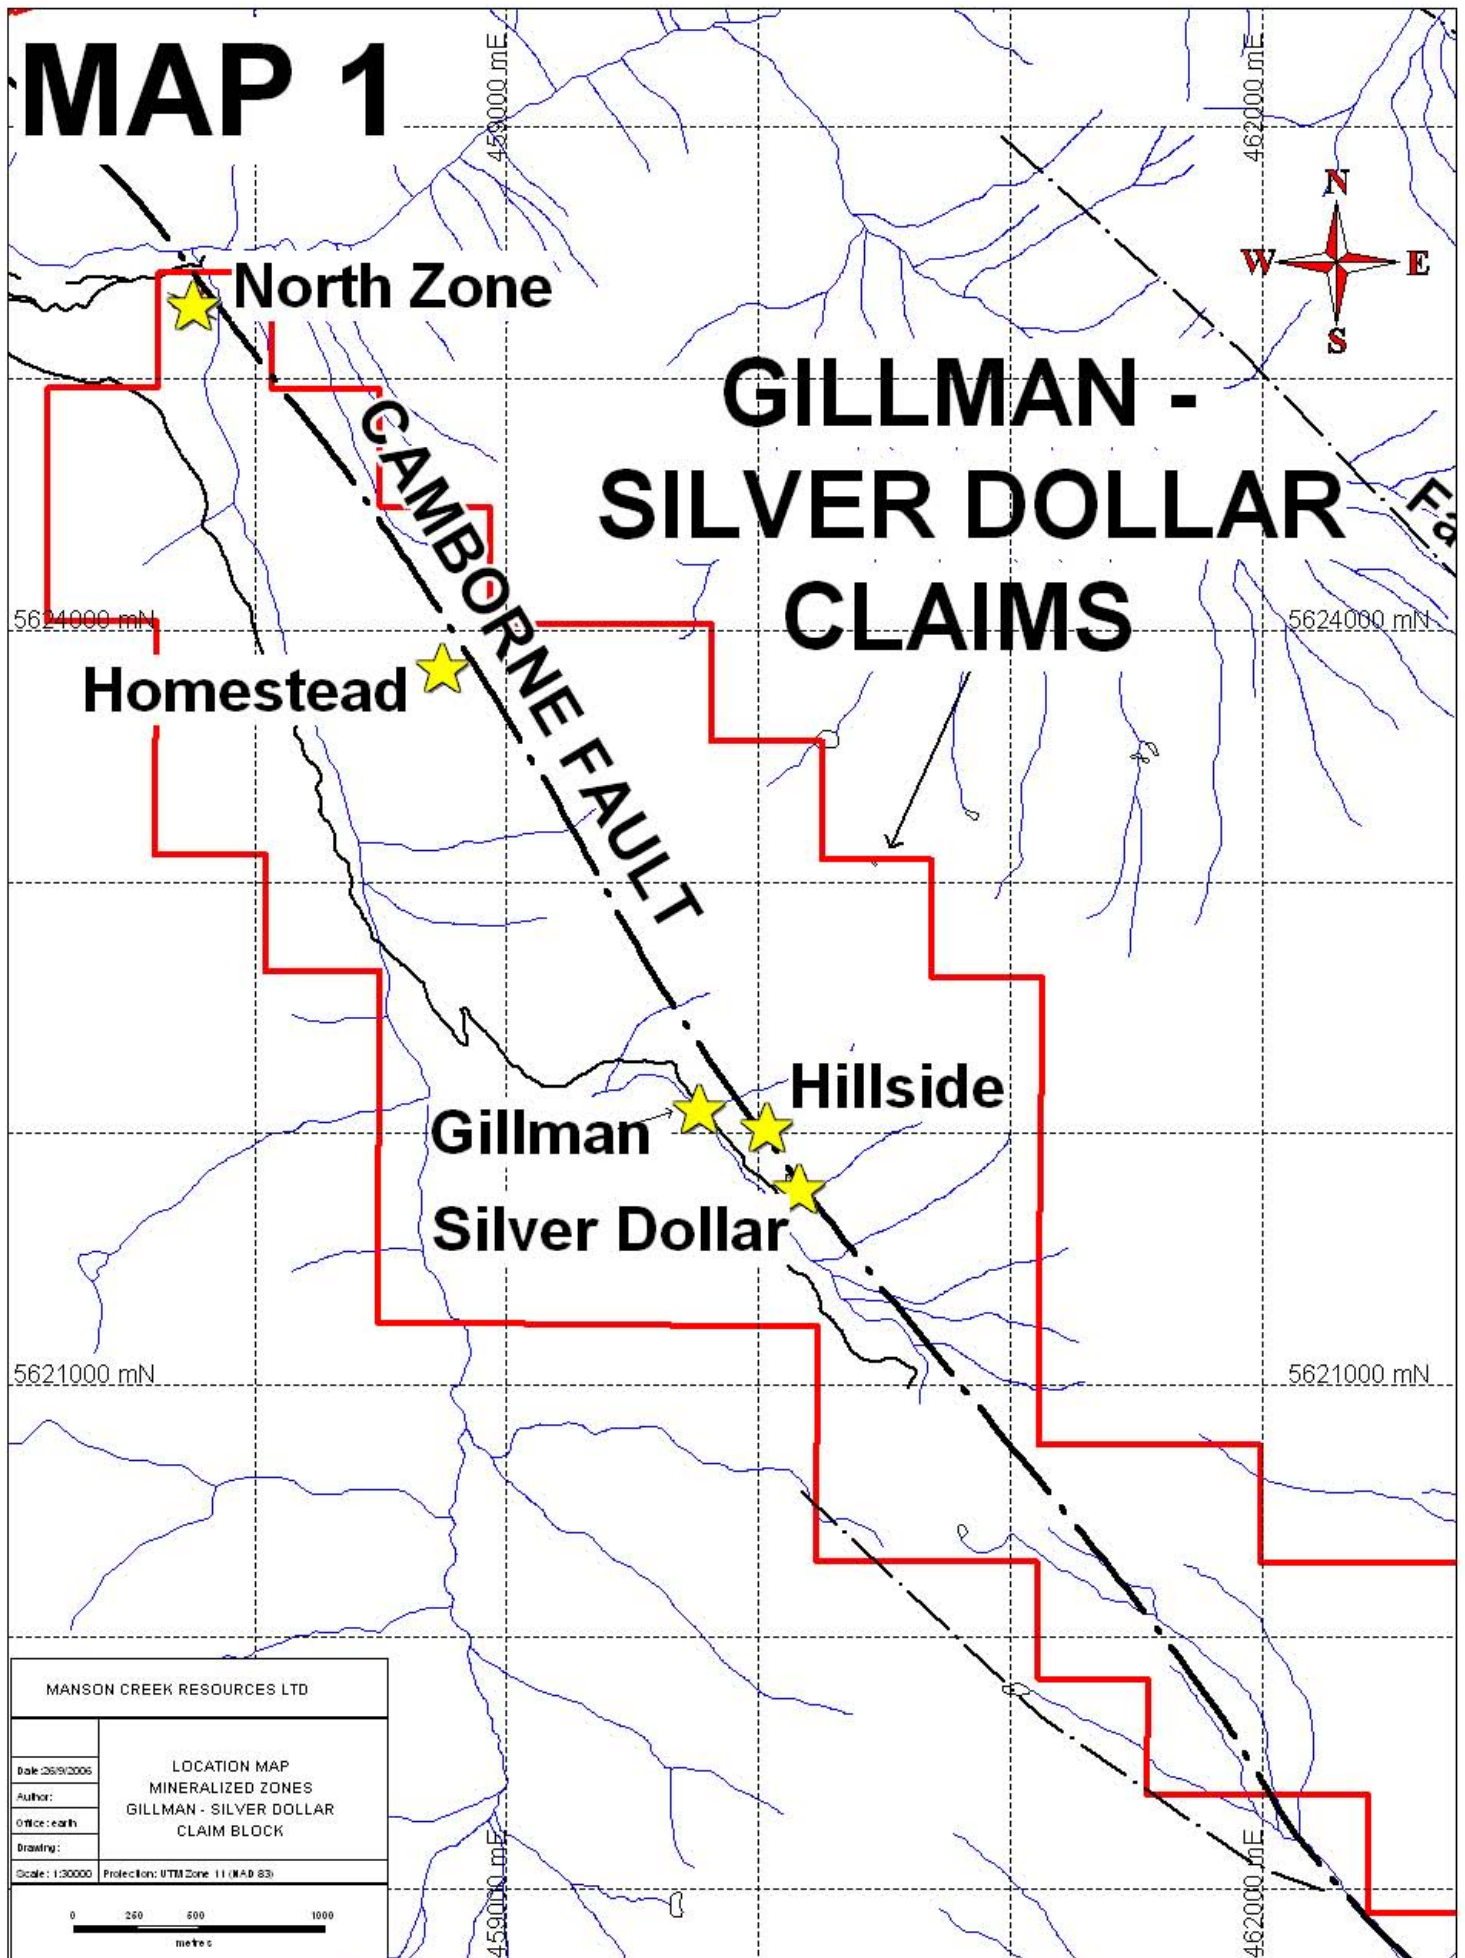 MAP 1
459000 mE
462000 mE
N
W
E
S
North Zone
GILLMAN -
SILVER DOLLAR
CLAIMS
CAMBORNE FAULT
Fa
5624000 mN
5624000 mN
Homestead
Hillside
Gillman
Silver Dollar
5621000 mN
5621000 mN
MANSON CREEK RESOURCES LTD
Date :26/9/2006
Author:
Office: earth
Drawing:
Scale: 1:30000
LOCATION MAP
MINERALIZED ZONES
GILLMAN - SILVER DOLLAR
CLAIM BLOCK
Projection: UTM Zone 11 (NAD 83)
0 250 500 1000
metres
459000 mE
462000 mE